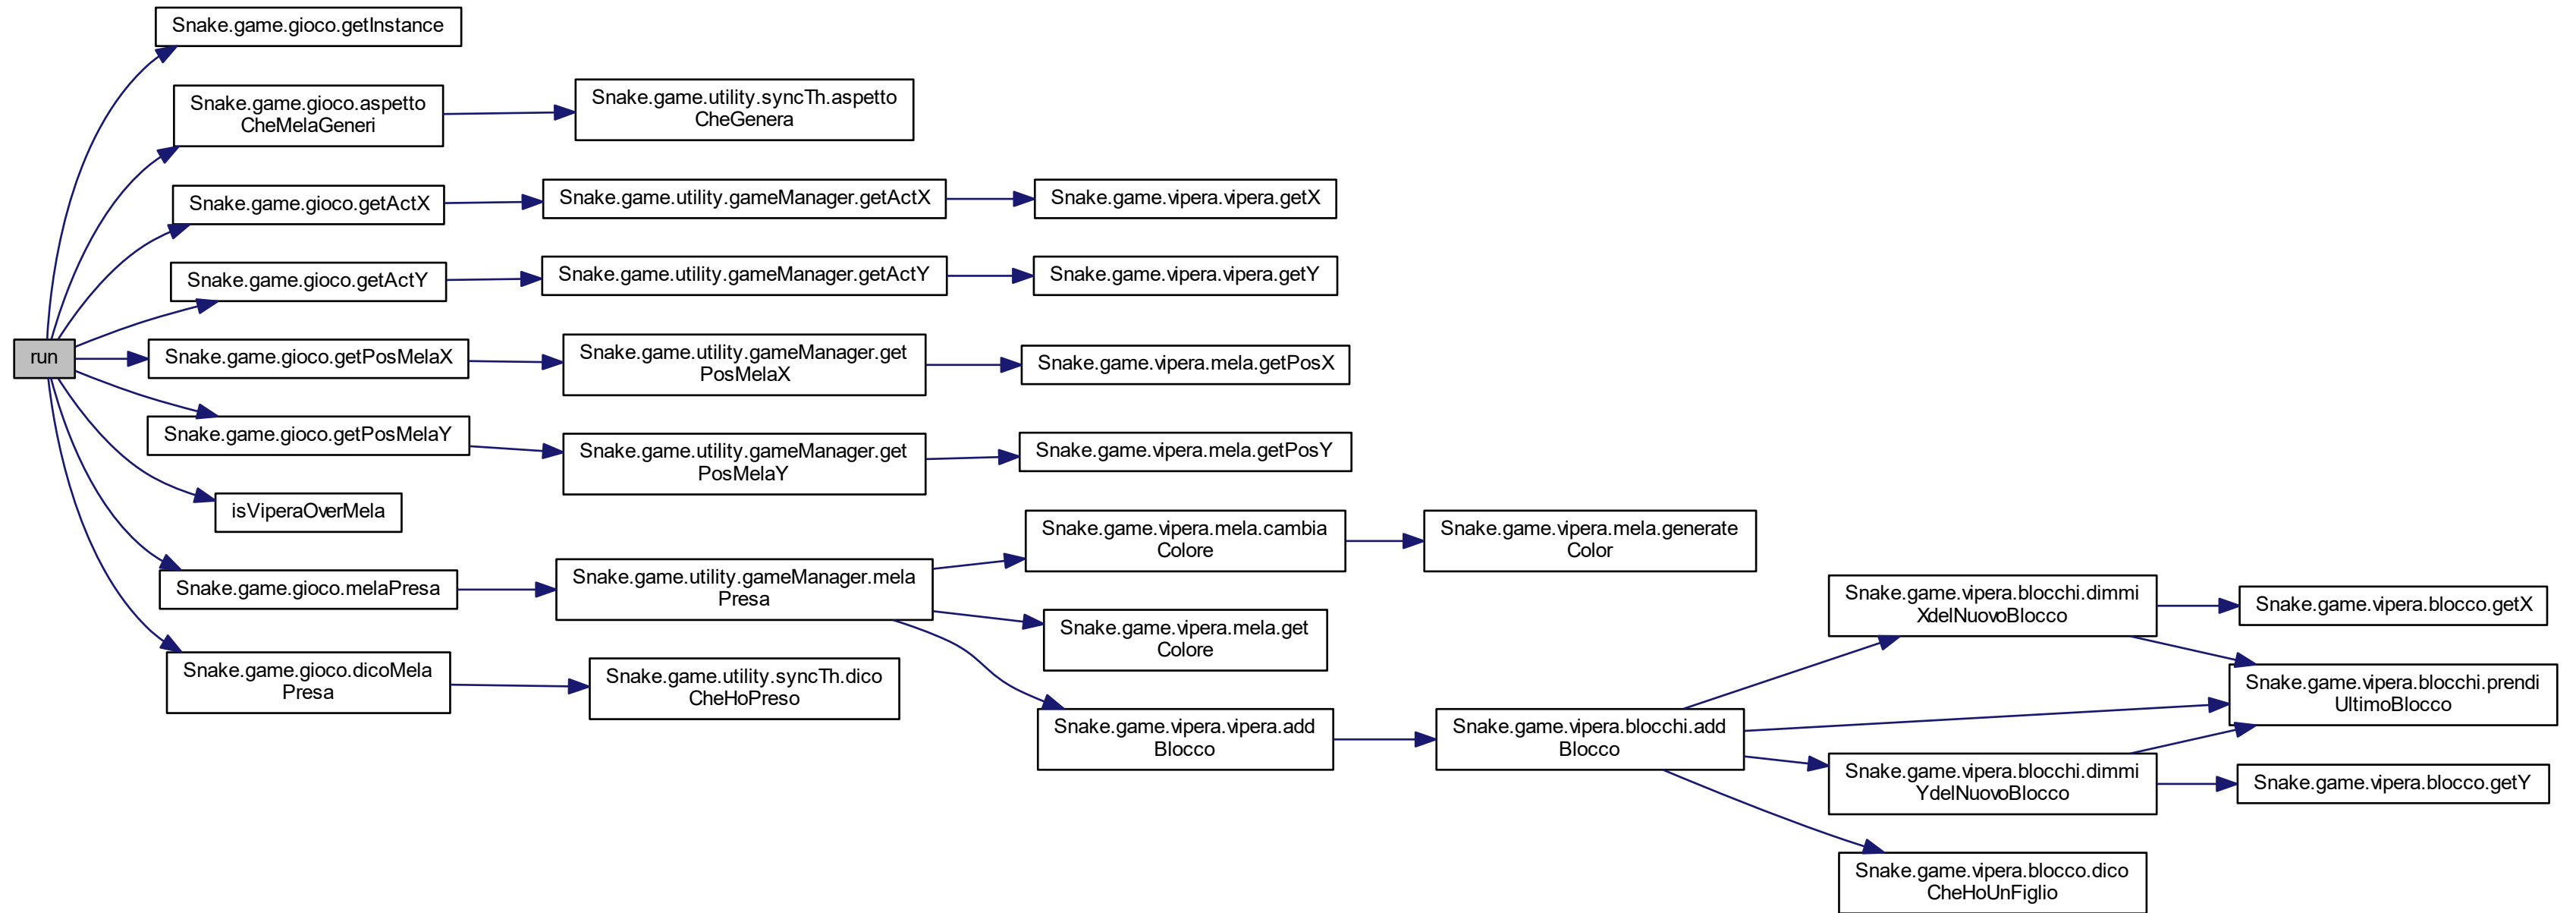 run
Snake.game.gioco.getInstance
Snake.game.gioco.aspetto
CheMelaGeneri
Snake.game.utility.syncTh.aspetto
CheGenera
Snake.game.gioco.getActX
Snake.game.utility.gameManager.getActX
Snake.game.vipera.vipera.getX
Snake.game.gioco.getActY
Snake.game.utility.gameManager.getActY
Snake.game.vipera.vipera.getY
Snake.game.gioco.getPosMelaX
Snake.game.utility.gameManager.get
PosMelaX
Snake.game.vipera.mela.getPosX
Snake.game.gioco.getPosMelaY
Snake.game.utility.gameManager.get
PosMelaY
Snake.game.vipera.mela.getPosY
isViperaOverMela
Snake.game.gioco.melaPresa
Snake.game.utility.gameManager.mela
Presa
Snake.game.vipera.mela.cambia
Colore
Snake.game.vipera.mela.generate
Color
Snake.game.vipera.mela.get
Colore
Snake.game.vipera.vipera.add
Blocco
Snake.game.vipera.blocchi.add
Blocco
Snake.game.vipera.blocchi.dimmi
XdelNuovoBlocco
Snake.game.vipera.blocco.getX
Snake.game.vipera.blocchi.prendi
UltimoBlocco
Snake.game.vipera.blocchi.dimmi
YdelNuovoBlocco
Snake.game.vipera.blocco.getY
Snake.game.vipera.blocco.dico
CheHoUnFiglio
Snake.game.gioco.dicoMela
Presa
Snake.game.utility.syncTh.dico
CheHoPreso